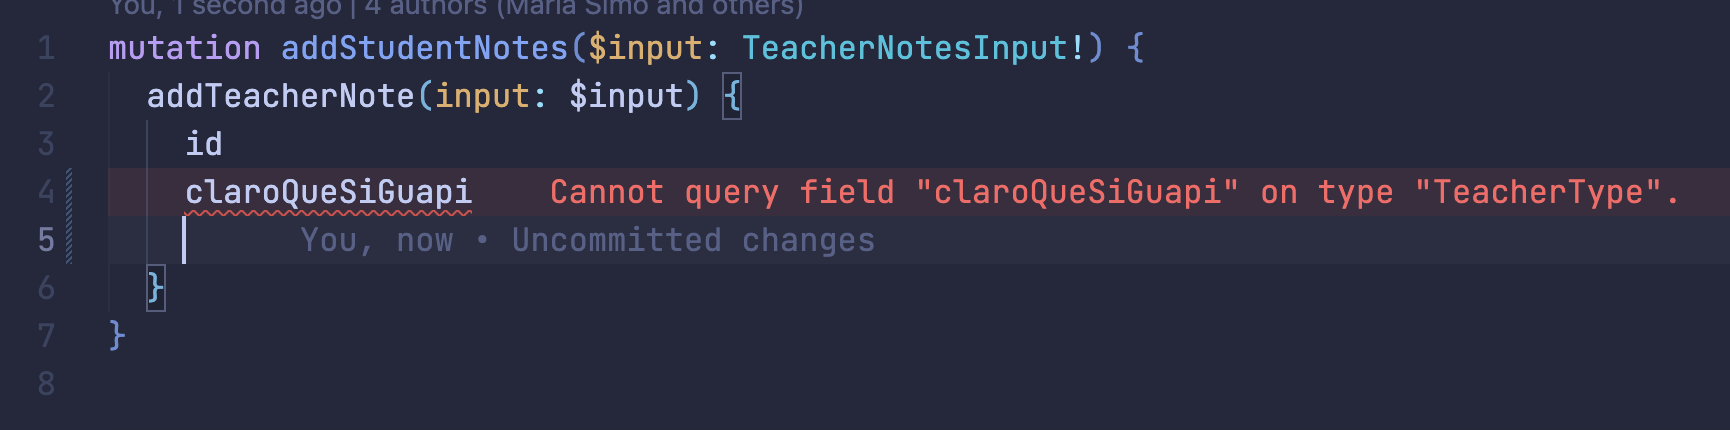 You, 1 second ago | 4 authors (Maria Simo and others)
1 mutation addStudentNotes($input: TeacherNotesInput!) {
2 addTeacherNote(input: $input) {
3 id
4 claroQueSiGuapi Cannot query field "claroQueSiGuapi" on type "TeacherType".
5 You, now • Uncommitted changes
6 }
7 }
8